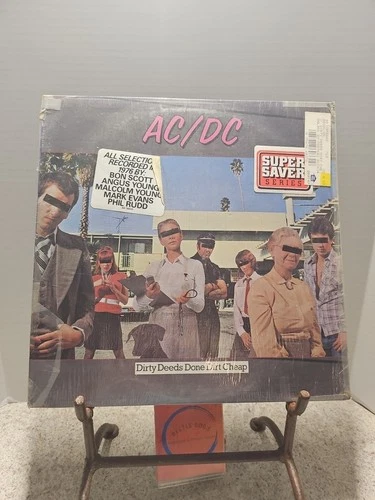 AC/DC
ALL SELECTIO
RECORDED &
1976 BY:
BON SCOTT
ANGUS YOUNG
MALCOLM YOUNG
MARK EVANS
PHIL RUDD
SUPER
SAVER
SERIES
Dirty Deeds Done Dirt Cheap